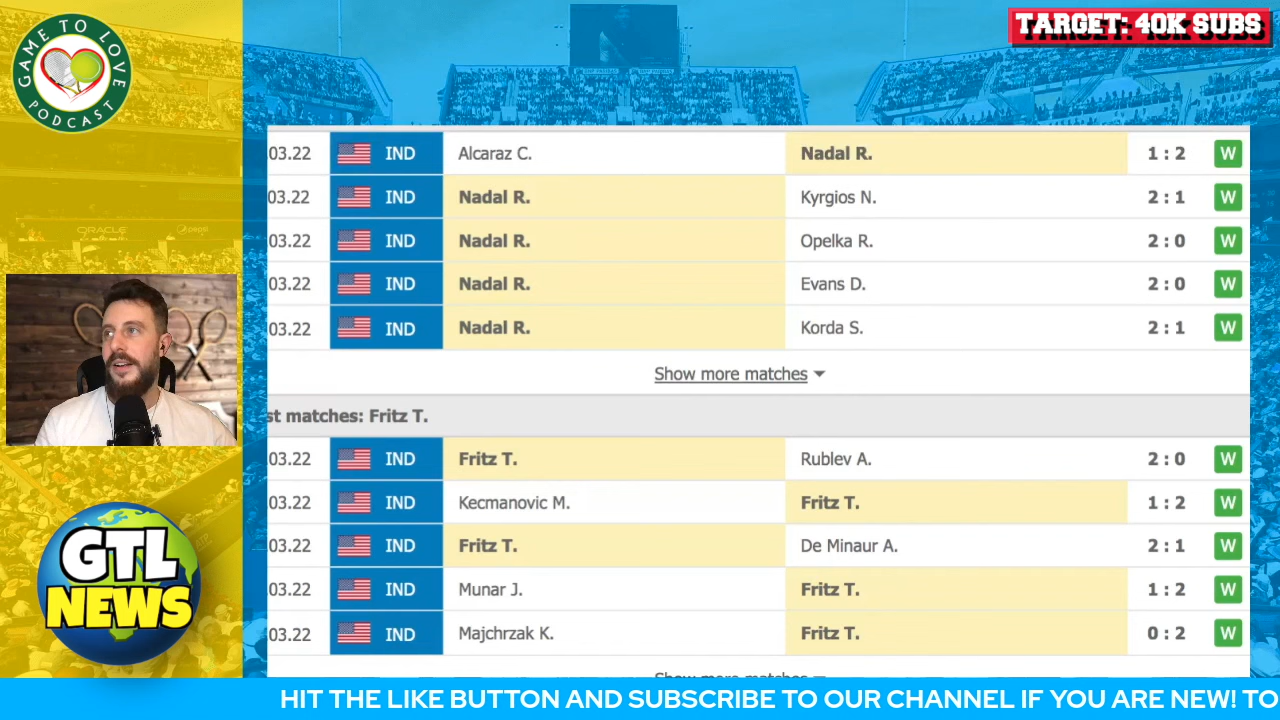 GAME TO LOVE
PODCAST
TARGET: 40K SUBS
ORACLE
pepsi
03.22 IND Alcaraz C. Nadal R. 1 : 2 W
03.22 IND Nadal R. Kyrgios N. 2 : 1 W
03.22 IND Nadal R. Opelka R. 2 : 0 W
03.22 IND Nadal R. Evans D. 2 : 0 W
03.22 IND Nadal R. Korda S. 2 : 1 W
Show more matches
st matches: Fritz T.
03.22 IND Fritz T. Rublev A. 2 : 0 W
03.22 IND Kecmanovic M. Fritz T. 1 : 2 W
03.22 IND Fritz T. De Minaur A. 2 : 1 W
03.22 IND Munar J. Fritz T. 1 : 2 W
03.22 IND Majchrzak K. Fritz T. 0 : 2 W
Show more matches
GTL
NEWS
HIT THE LIKE BUTTON AND SUBSCRIBE TO OUR CHANNEL IF YOU ARE NEW! TO